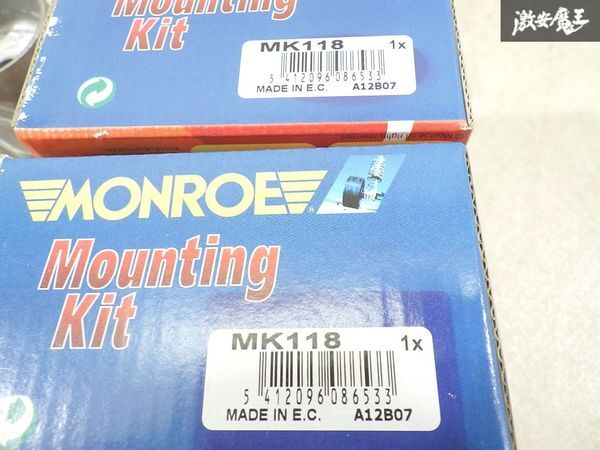 激安魔王
Mounting
Kit
MK118 1x
5 412096 086533
MADE IN E.C. A12B07
MONROE
Mounting
Kit
MK118 1x
5 412096 086533
MADE IN E.C. A12B07